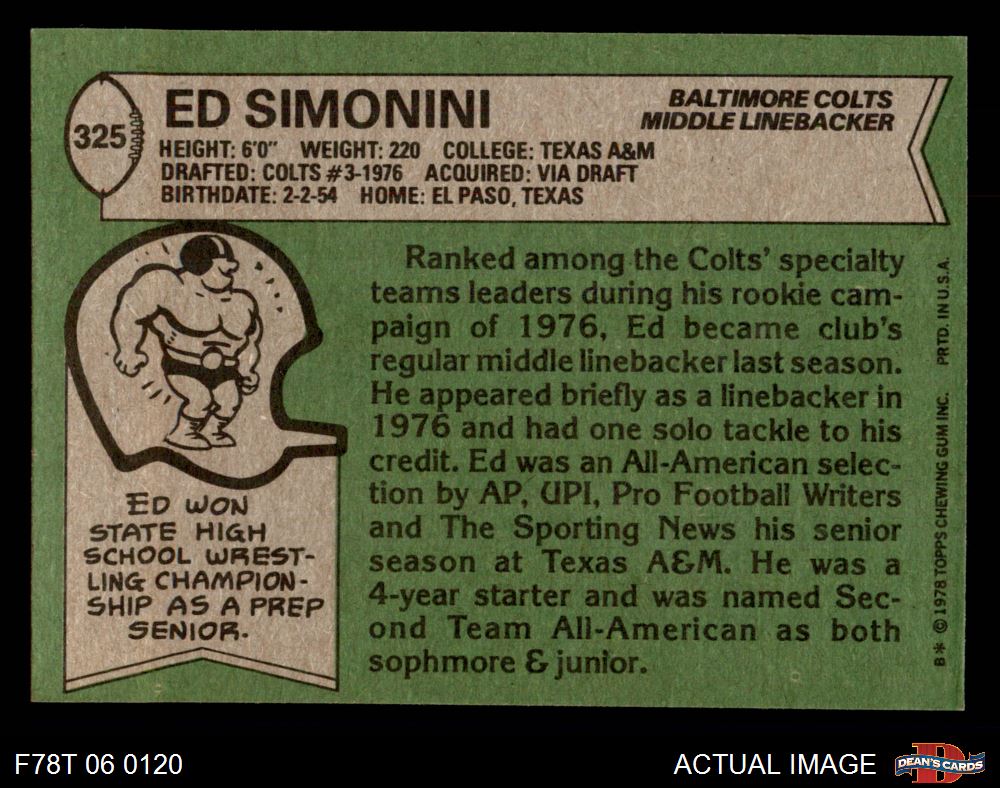 325
ED SIMONINI
BALTIMORE COLTS
MIDDLE LINEBACKER
HEIGHT: 6'0" WEIGHT: 220 COLLEGE: TEXAS A&M
DRAFTED: COLTS #3-1976 ACQUIRED: VIA DRAFT
BIRTHDATE: 2-2-54 HOME: EL PASO, TEXAS
ED WON
STATE HIGH
SCHOOL WREST-
LING CHAMPION-
SHIP AS A PREP
SENIOR.
Ranked among the Colts' specialty
teams leaders during his rookie cam-
paign of 1976, Ed became club's
regular middle linebacker last season.
He appeared briefly as a linebacker in
1976 and had one solo tackle to his
credit. Ed was an All-American selec-
tion by AP, UPI, Pro Football Writers
and The Sporting News his senior
season at Texas A&M. He was a
4-year starter and was named Sec-
ond Team All-American as both
sophmore & junior.
B* ©1978 TOPPS CHEWING GUM INC. PRTD. IN U.S.A.
F78T 06 0120
ACTUAL IMAGE
DEAN'S CARDS